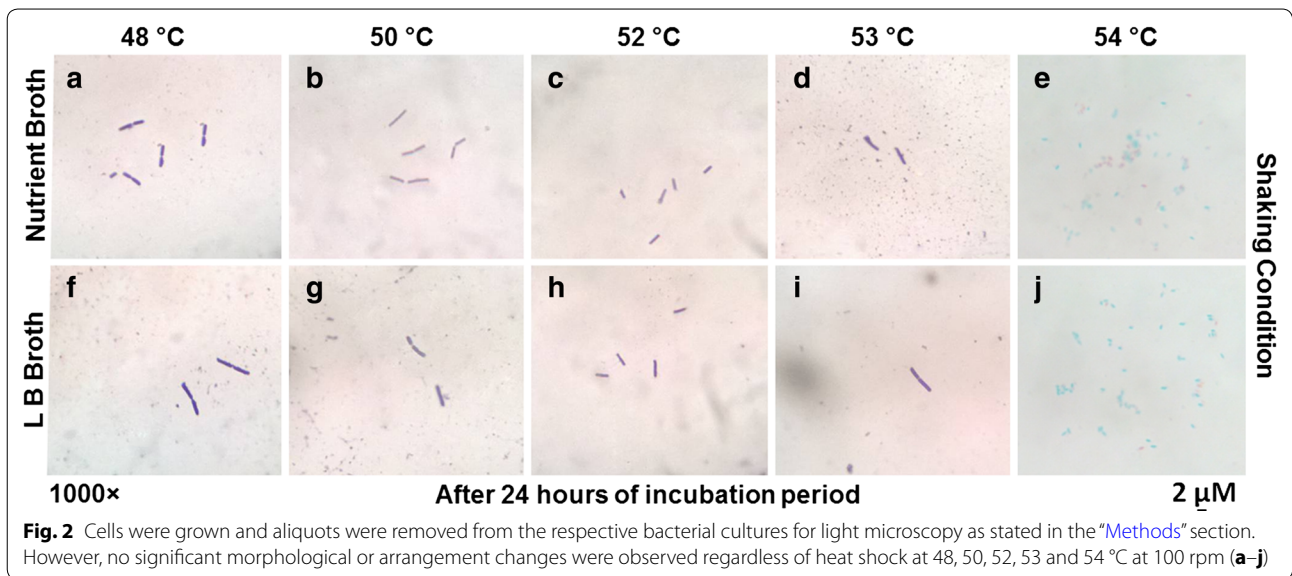 48 °C 50 °C 52 °C 53 °C 54 °C
Nutrient Broth
a b c d e
Shaking Condition
L B Broth
f g h i j
1000× After 24 hours of incubation period 2 µM
Fig. 2 Cells were grown and aliquots were removed from the respective bacterial cultures for light microscopy as stated in the “Methods” section.
However, no significant morphological or arrangement changes were observed regardless of heat shock at 48, 50, 52, 53 and 54 °C at 100 rpm (a–j)